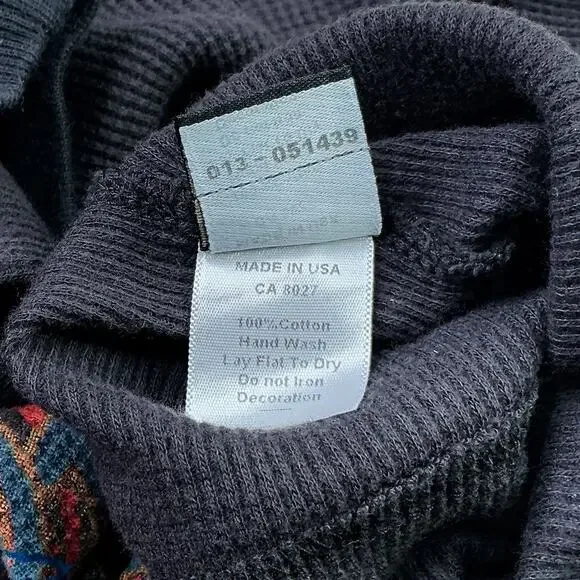 013 - 051439
MADE IN USA
CA 8027
100% Cotton
Hand Wash
Lay Flat To Dry
Do not Iron
Decoration